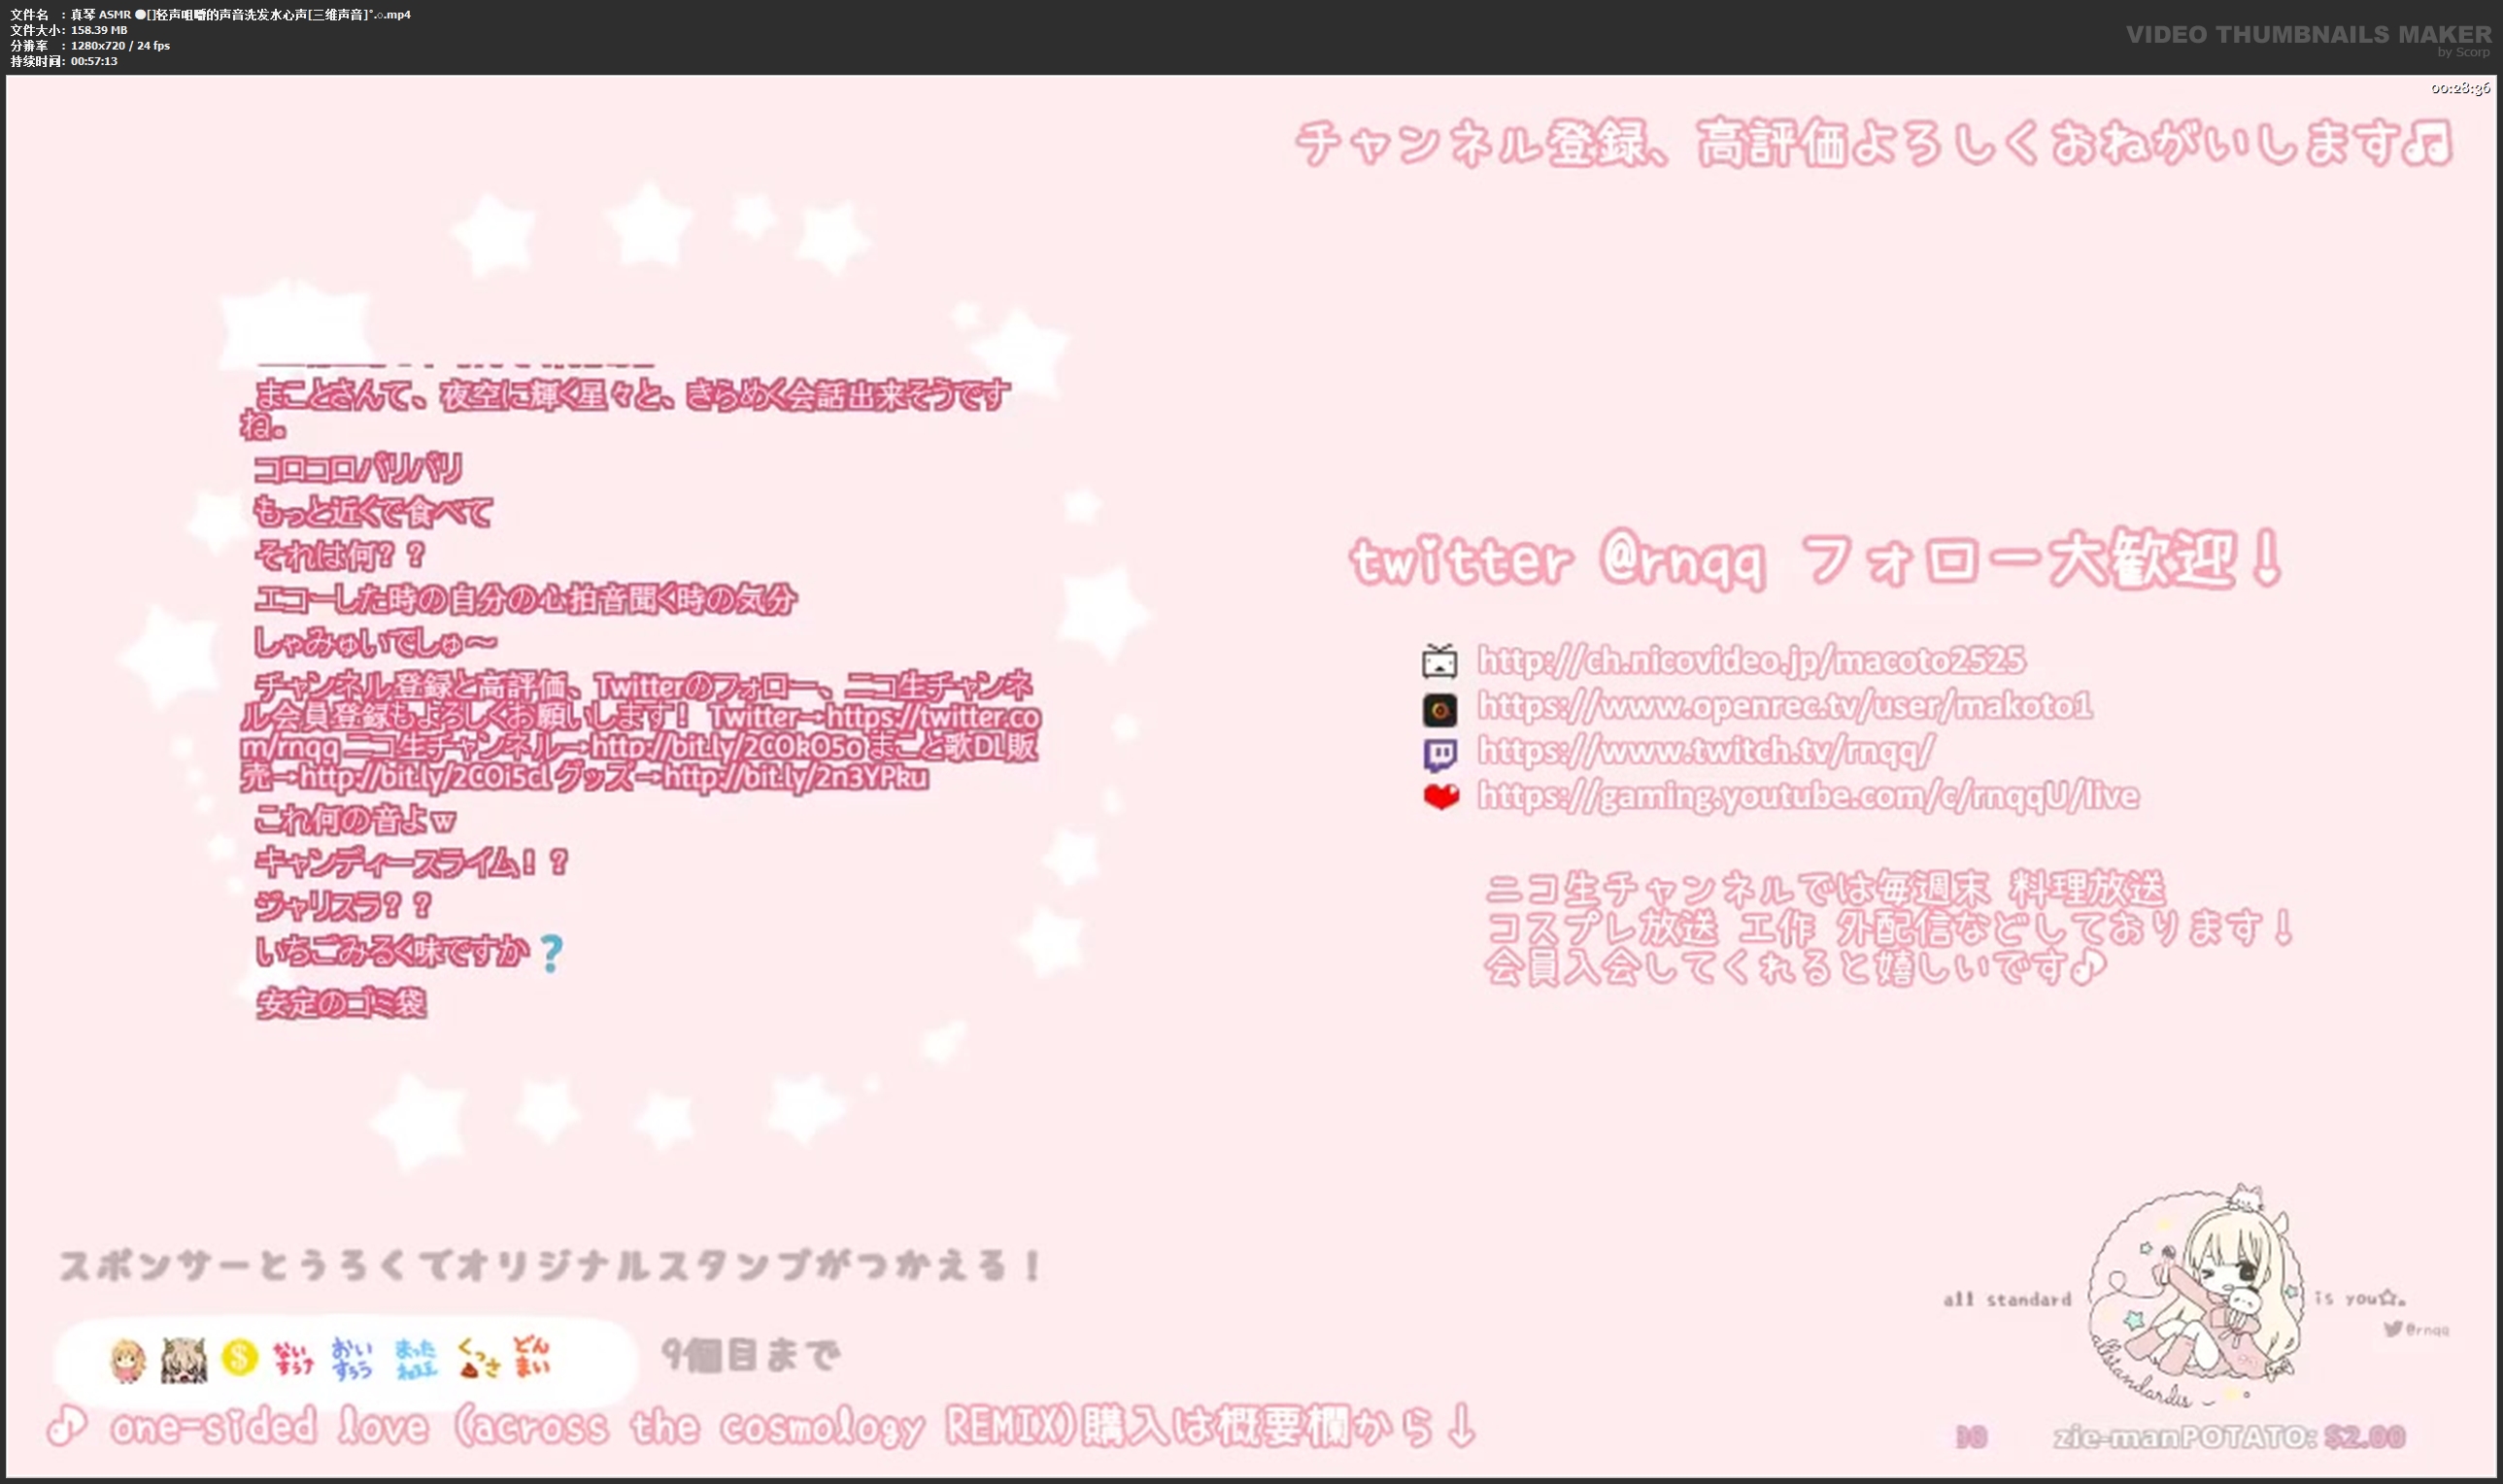 文件名 : 真琴 ASMR ●[]轻声咀嚼的声音洗发水心声[三维声音]°.○.mp4
文件大小: 158.39 MB
分辨率 : 1280x720 / 24 fps
持续时间: 00:57:13
VIDEO THUMBNAILS MAKER
by Scorp
00:28:36
チャンネル登録、高評価よろしくおねがいします♫
まことさんて、夜空に輝く星々と、きらめく会話出来そうです
ね。
コロコロパリパリ
もっと近くで食べて
それは何？？
エコーした時の自分の心拍音聞く時の気分
しゃみゅいでしゅ～
チャンネル登録と高評価、Twitterのフォロー、ニコ生チャンネ
ル会員登録もよろしくお願いします！ Twitter→https://twitter.co
m/rnqq ニコ生チャンネル→http://bit.ly/2COkO5o まこと歌DL販
売→http://bit.ly/2COi5cl グッズ→http://bit.ly/2n3YPku
これ何の音よw
キャンディースライム！？
ジャリスラ？？
いちごみるく味ですか❓
安定のゴミ袋
twitter @rnqq フォロー大歓迎！
http://ch.nicovideo.jp/macoto2525
https://www.openrec.tv/user/makoto1
https://www.twitch.tv/rnqq/
https://gaming.youtube.com/c/rnqqU/live
ニコ生チャンネルでは毎週末 料理放送
コスプレ放送 工作 外配信などしております！
会員入会してくれると嬉しいです♪
スポンサーとうろくでオリジナルスタンプがつかえる！
ないすぅ おいすぅう まったねぇ くっさ どんまい
9個目まで
♪ one-sided love (across the cosmology REMIX)購入は概要欄から↓
all standard is you☆。
@rnqq
allstandardis
zie-manPOTATO: $2.00